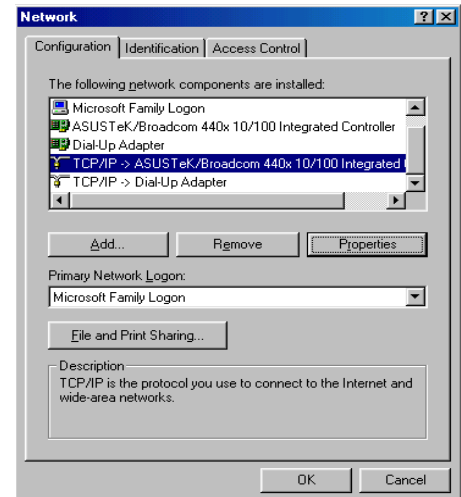 Network
Configuration Identification Access Control
The following network components are installed:
Microsoft Family Logon
ASUSTeK/Broadcom 440x 10/100 Integrated Controller
Dial-Up Adapter
TCP/IP -> ASUSTeK/Broadcom 440x 10/100 Integrated
TCP/IP -> Dial-Up Adapter
Add... Remove Properties
Primary Network Logon:
Microsoft Family Logon
File and Print Sharing...
Description
TCP/IP is the protocol you use to connect to the Internet and
wide-area networks.
OK Cancel